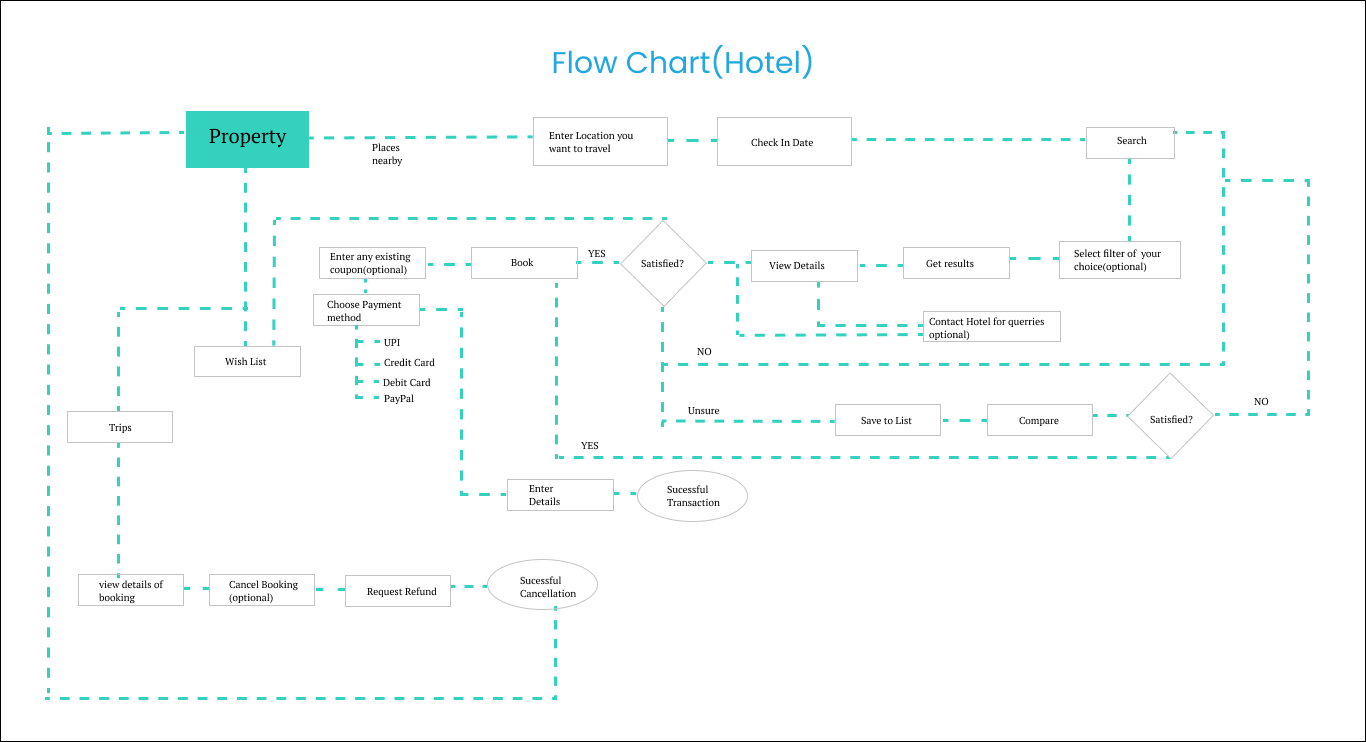 Flow Chart(Hotel)
Property
Places
nearby
Enter Location you
want to travel
Check In Date
Search
Enter any existing
coupon(optional)
Book
YES
Satisfied?
View Details
Get results
Select filter of your
choice(optional)
Choose Payment
method
UPI
Credit Card
Debit Card
PayPal
Contact Hotel for querries
optional)
Wish List
NO
Trips
Unsure
Save to List
Compare
Satisfied?
NO
YES
Enter
Details
Sucessful
Transaction
view details of
booking
Cancel Booking
(optional)
Request Refund
Sucessful
Cancellation